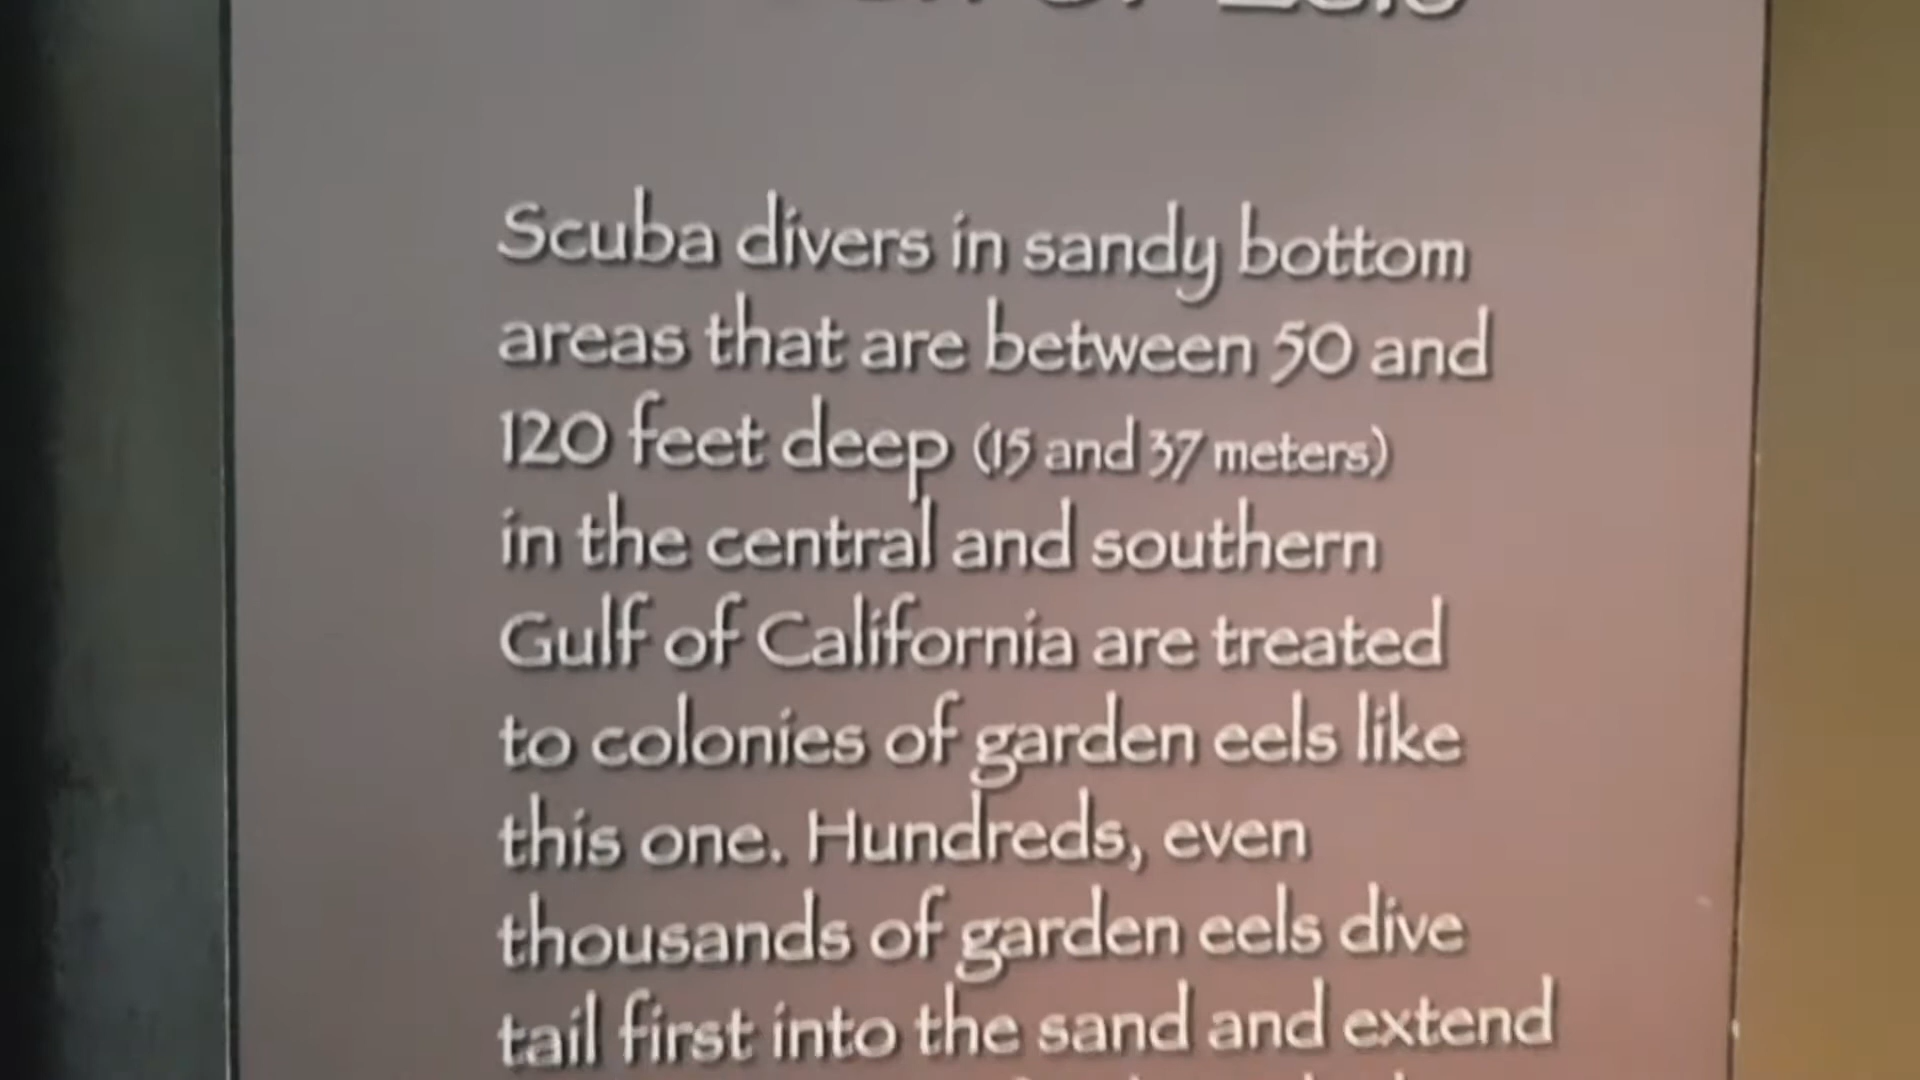 Scuba divers in sandy bottom
areas that are between 50 and
120 feet deep (15 and 37 meters)
in the central and southern
Gulf of California are treated
to colonies of garden eels like
this one. Hundreds, even
thousands of garden eels dive
tail first into the sand and extend